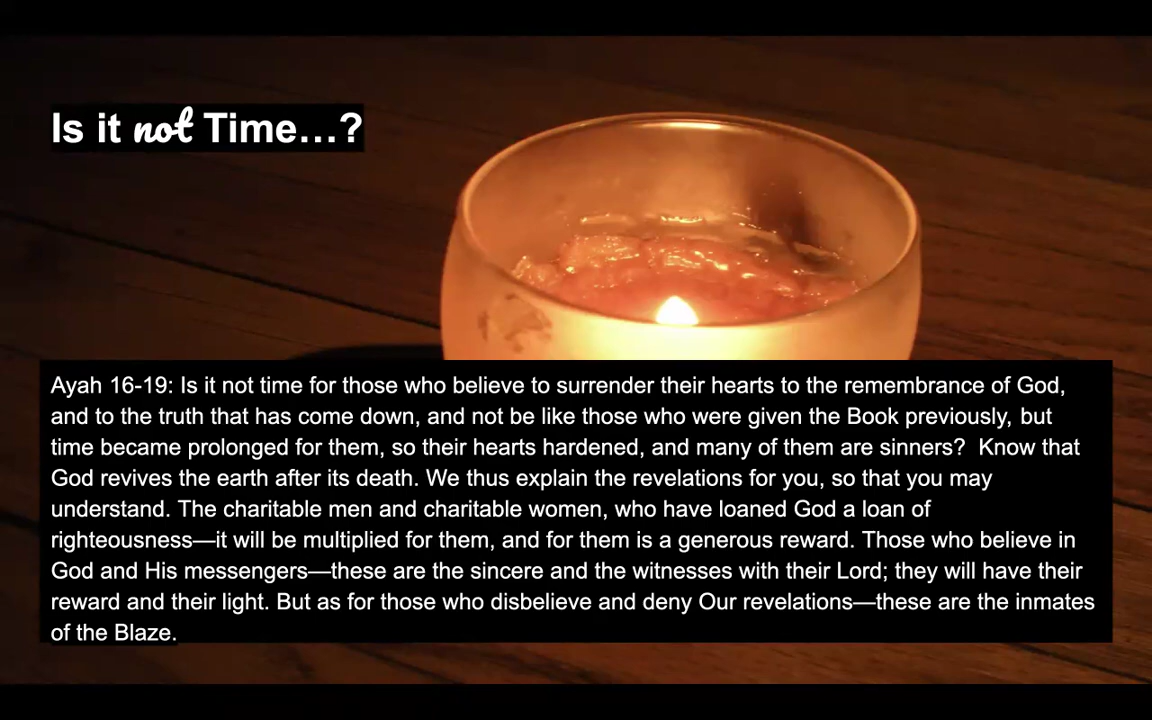 Is it not Time...?
Ayah 16-19: Is it not time for those who believe to surrender their hearts to the remembrance of God,
and to the truth that has come down, and not be like those who were given the Book previously, but
time became prolonged for them, so their hearts hardened, and many of them are sinners?  Know that
God revives the earth after its death. We thus explain the revelations for you, so that you may
understand. The charitable men and charitable women, who have loaned God a loan of
righteousness—it will be multiplied for them, and for them is a generous reward. Those who believe in
God and His messengers—these are the sincere and the witnesses with their Lord; they will have their
reward and their light. But as for those who disbelieve and deny Our revelations—these are the inmates
of the Blaze.